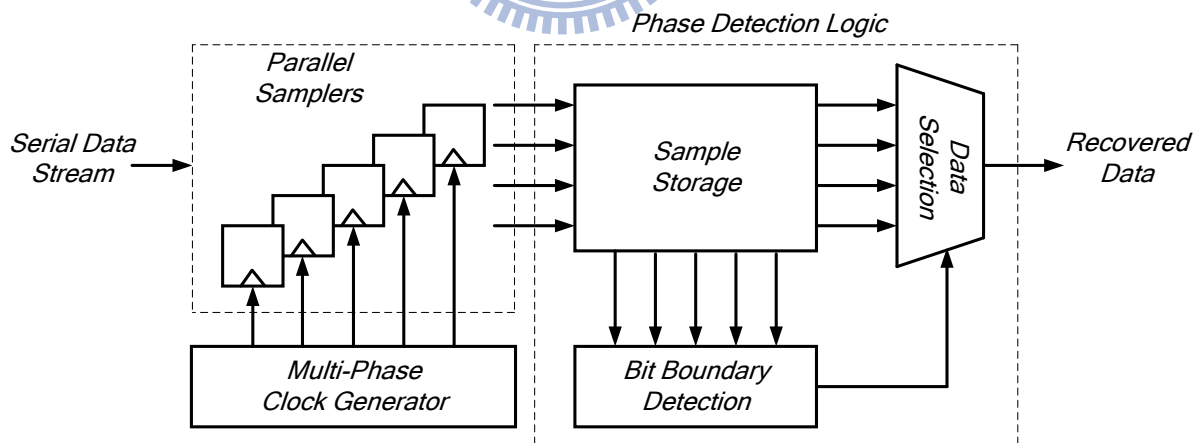 Phase Detection Logic
Parallel
Samplers
Serial Data
Stream
Sample
Storage
Data
Selection
Recovered
Data
Multi-Phase
Clock Generator
Bit Boundary
Detection